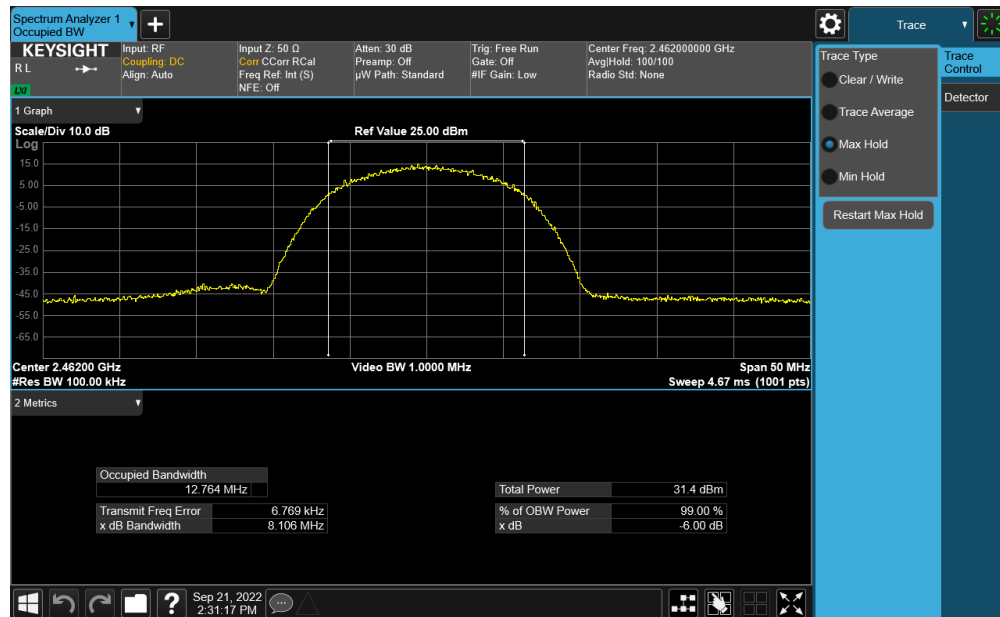 Spectrum Analyzer 1
Occupied BW
Trace
KEYSIGHT
R L
LXI
Input: RF
Coupling: DC
Align: Auto
Input Z: 50 Ω
Corr CCorr RCal
Freq Ref: Int (S)
NFE: Off
Atten: 30 dB
Preamp: Off
µW Path: Standard
Trig: Free Run
Gate: Off
#IF Gain: Low
Center Freq: 2.462000000 GHz
Avg|Hold: 100/100
Radio Std: None
Trace Type
Clear / Write
Trace Average
Max Hold
Min Hold
Restart Max Hold
Trace
Control
Detector
1 Graph
Scale/Div 10.0 dB
Ref Value 25.00 dBm
Log
15.0
5.00
-5.00
-15.0
-25.0
-35.0
-45.0
-55.0
-65.0
Center 2.46200 GHz
Video BW 1.0000 MHz
Span 50 MHz
#Res BW 100.00 kHz
Sweep 4.67 ms (1001 pts)
2 Metrics
Occupied Bandwidth
12.764 MHz
Total Power 31.4 dBm
Transmit Freq Error 6.769 kHz
% of OBW Power 99.00 %
x dB Bandwidth 8.106 MHz
x dB -6.00 dB
Sep 21, 2022
2:31:17 PM